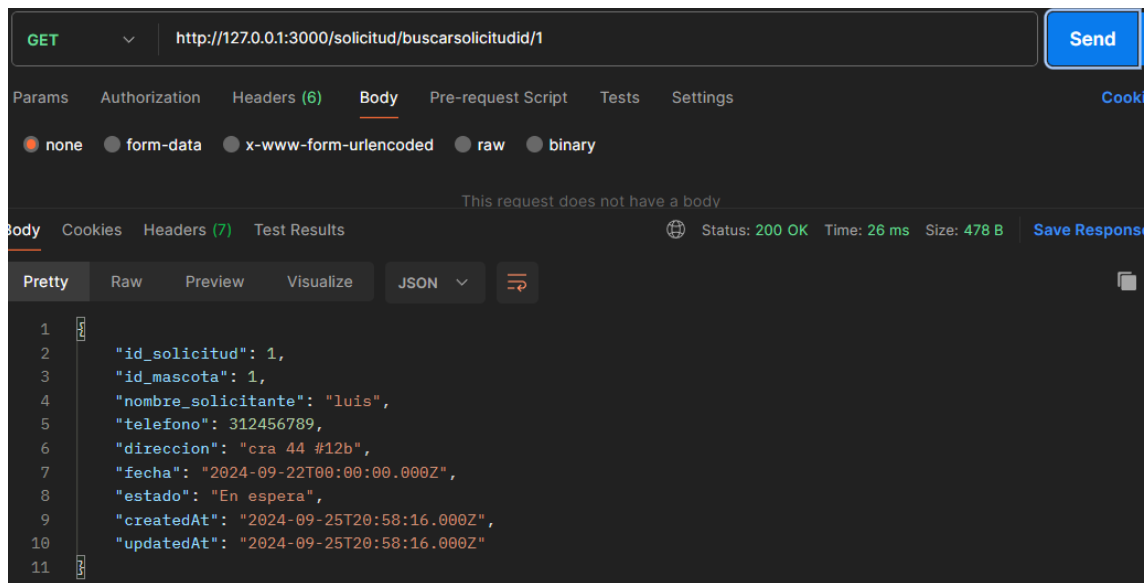 GET http://127.0.0.1:3000/solicitud/buscarsolicitudid/1 Send
Params Authorization Headers (6) Body Pre-request Script Tests Settings Cooki
none form-data x-www-form-urlencoded raw binary
This request does not have a body
Body Cookies Headers (7) Test Results Status: 200 OK Time: 26 ms Size: 478 B Save Respons
Pretty Raw Preview Visualize JSON
1 {
2 "id_solicitud": 1,
3 "id_mascota": 1,
4 "nombre_solicitante": "luis",
5 "telefono": 312456789,
6 "direccion": "cra 44 #12b",
7 "fecha": "2024-09-22T00:00:00.000Z",
8 "estado": "En espera",
9 "createdAt": "2024-09-25T20:58:16.000Z",
10 "updatedAt": "2024-09-25T20:58:16.000Z"
11 }